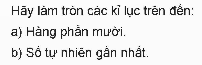 Hãy làm tròn các kỉ lục trên đến:
a) Hàng phần mười.
b) Số tự nhiên gần nhất.